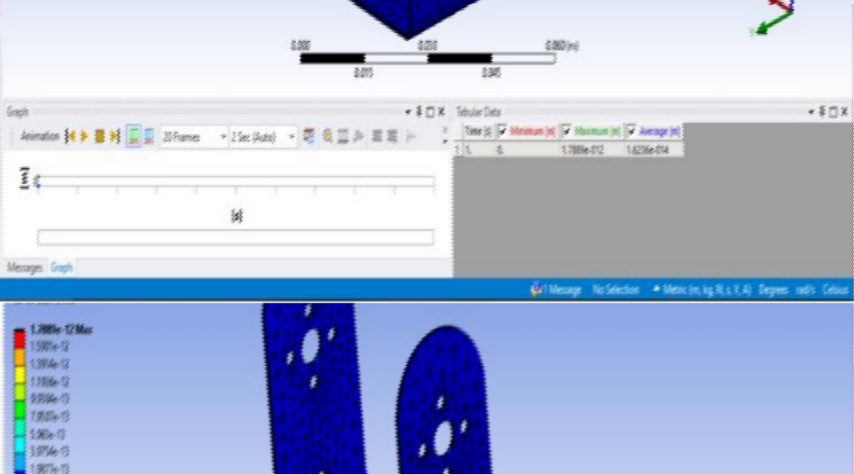 0.000 0.030 0.060 (m)
0.015 0.045
Y
Graph
Tabular Data
Animation 20 Frames 2 Sec (Auto)
Time [s] Minimum [m] Maximum [m] Average [m]
1 1. 0. 1.7889e-012 1.6236e-014
[m]
[s]
Messages Graph
1 Message No Selection Metric (m, kg, N, s, V, A) Degrees rad/s Celsius
1.7889e-12 Max
1.5901e-12
1.3914e-12
1.1926e-12
9.9384e-13
7.9507e-13
5.963e-13
3.9754e-13
1.9877e-13